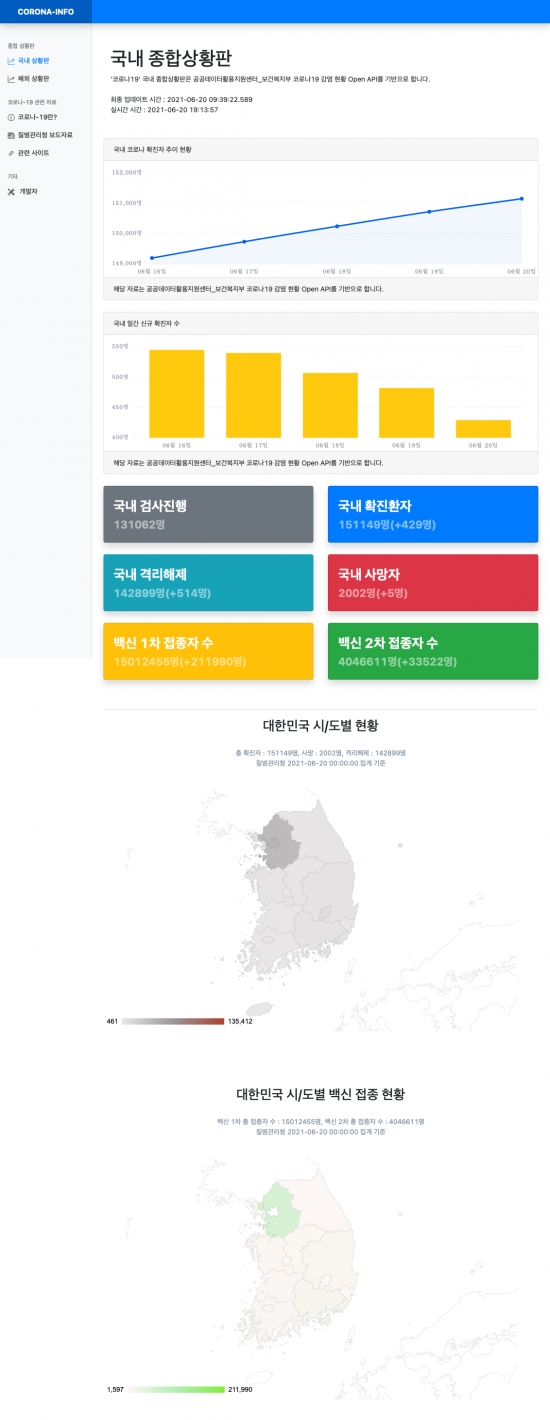 CORONA-INFO
종합 상황판
국내 상황판
해외 상황판
코로나-19 관련 자료
코로나-19란?
질병관리청 보도자료
관련 사이트
기타
개발자
국내 종합상황판
'코로나19' 국내 종합상황판은 공공데이터활용지원센터_보건복지부 코로나19 감염 현황 Open API를 기반으로 합니다.
최종 업데이트 시간 : 2021-06-20 09:39:22.589
실시간 시간 : 2021-06-20 19:13:57
국내 코로나 확진자 추이 현황
152,000명
151,000명
150,000명
149,000명
06월 16일 06월 17일 06월 18일 06월 19일 06월 20일
해당 자료는 공공데이터활용지원센터_보건복지부 코로나19 감염 현황 Open API를 기반으로 합니다.
국내 일간 신규 확진자 수
550명
500명
450명
400명
06월 16일 06월 17일 06월 18일 06월 19일 06월 20일
해당 자료는 공공데이터활용지원센터_보건복지부 코로나19 감염 현황 Open API를 기반으로 합니다.
국내 검사진행
131062명
국내 확진환자
151149명(+429명)
국내 격리해제
142899명(+514명)
국내 사망자
2002명(+5명)
백신 1차 접종자 수
15012455명(+211990명)
백신 2차 접종자 수
4046611명(+33522명)
대한민국 시/도별 현황
총 확진자 : 151149명, 사망 : 2002명, 격리해제 : 142899명
질병관리청 2021-06-20 00:00:00 집계 기준
461 135,412
대한민국 시/도별 백신 접종 현황
백신 1차 총 접종자 수 : 15012455명, 백신 2차 총 접종자 수 : 4046611명
질병관리청 2021-06-20 00:00:00 집계 기준
1,597 211,990